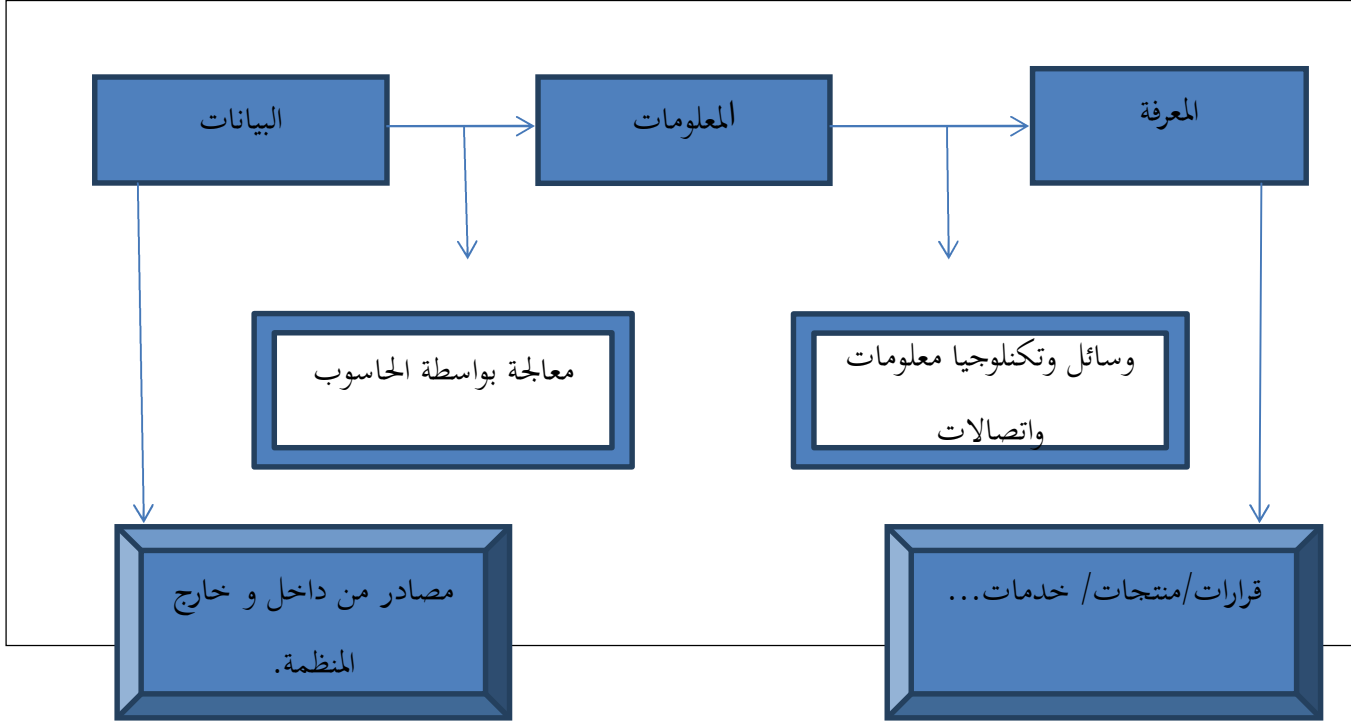 البيانات
المعلومات
المعرفة
معالجة بواسطة الحاسوب
وسائل وتكنلوجيا معلومات
واتصالات
مصادر من داخل و خارج
المنظمة.
قرارات/منتجات/ خدمات...